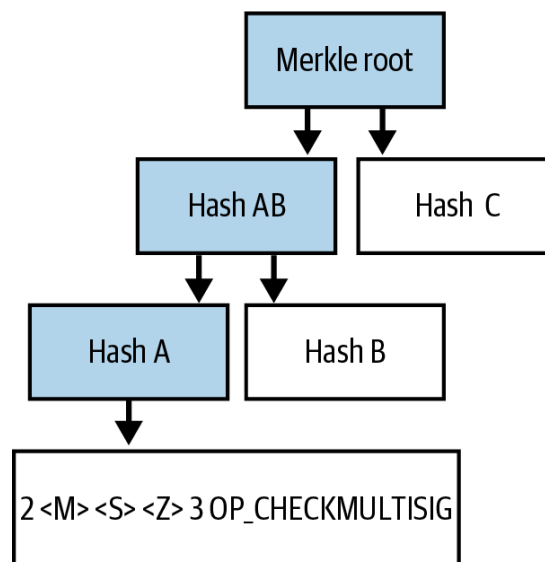 Merkle root
Hash AB
Hash C
Hash A
Hash B
2 <M> <S> <Z> 3 OP_CHECKMULTISIG